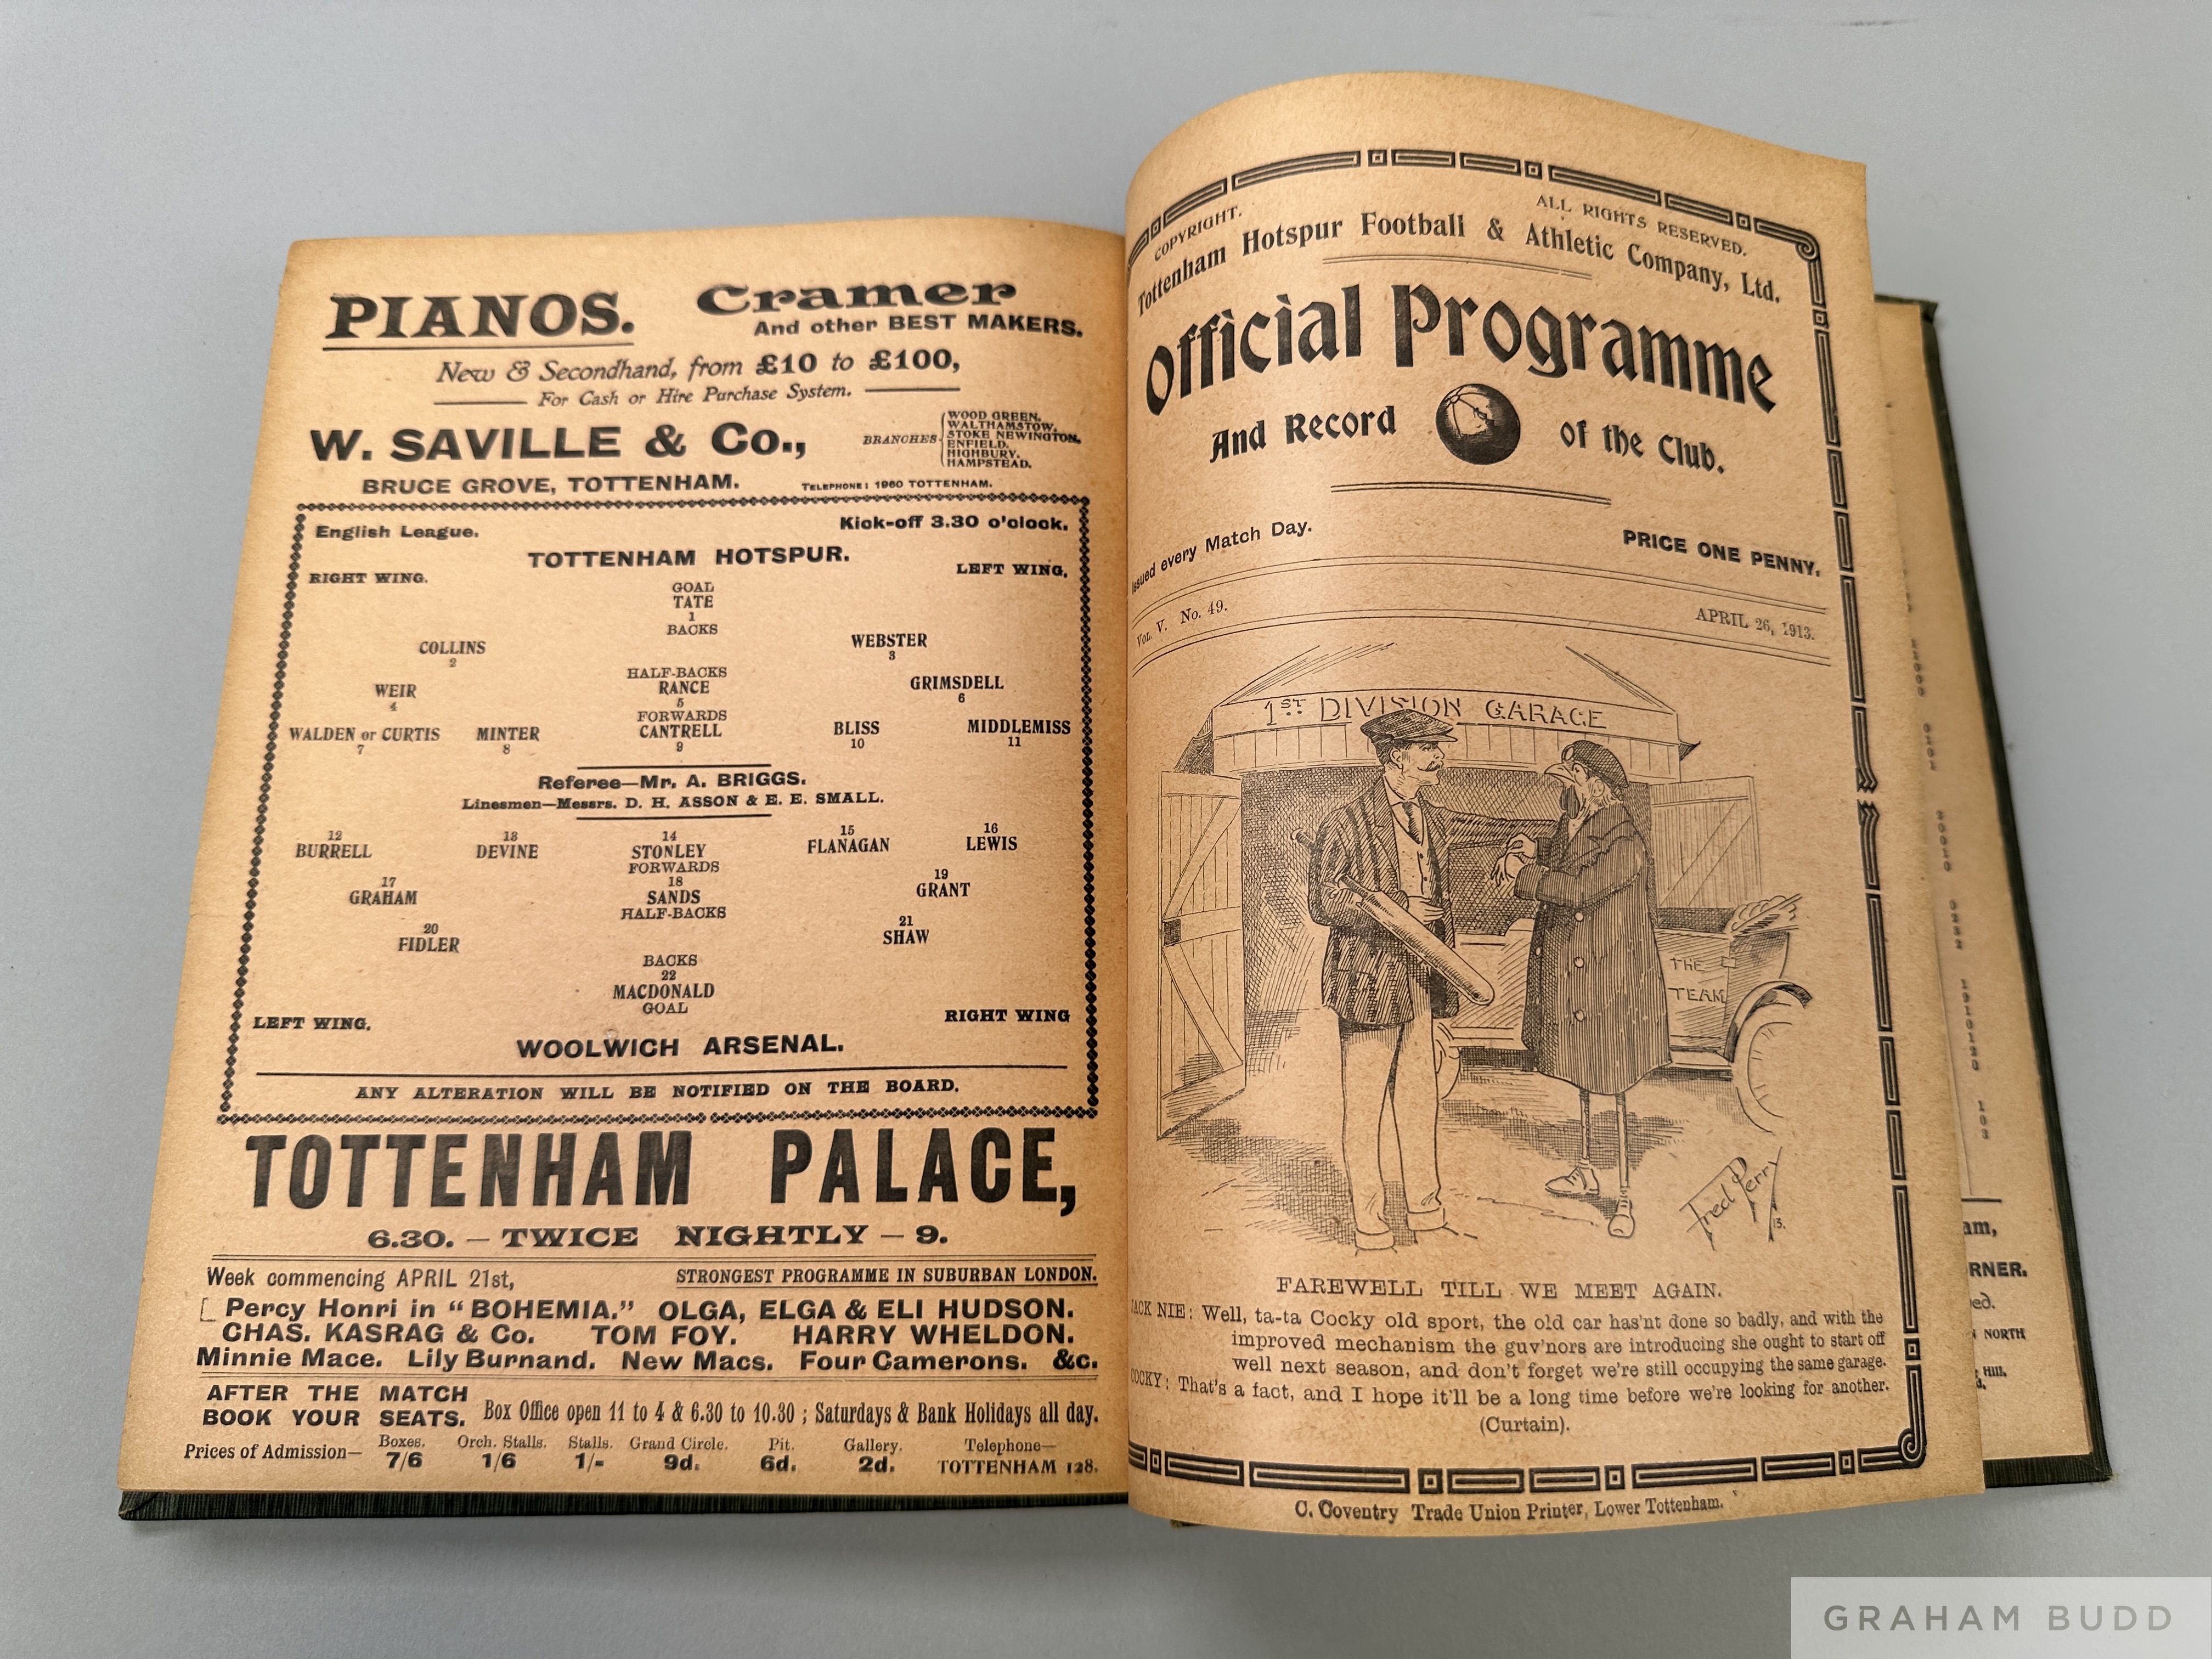 PIANOS. Cramer
And other BEST MAKERS.
New & Secondhand, from £10 to £100,
For Cash or Hire Purchase System.
W. SAVILLE & Co.,
BRANCHES
WOOD GREEN.
WALTHAMSTOW.
STOKE NEWINGTON.
ENFIELD.
HIGHBURY.
HAMPSTEAD.
BRUCE GROVE, TOTTENHAM. TELEPHONE: 1960 TOTTENHAM.
English League. Kick-off 3.30 o'clock.
TOTTENHAM HOTSPUR.
RIGHT WING. LEFT WING.
GOAL
TATE
1
BACKS
COLLINS WEBSTER
2 3
HALF-BACKS
WEIR RANCE GRIMSDELL
4 5 6
FORWARDS
WALDEN or CURTIS MINTER CANTRELL BLISS MIDDLEMISS
7 8 9 10 11
Referee—Mr. A. BRIGGS.
Linesmen—Messrs. D. H. ASSON & E. E. SMALL.
12 13 14 15 16
BURRELL DEVINE STONLEY FLANAGAN LEWIS
FORWARDS
17 18 19
GRAHAM SANDS GRANT
HALF-BACKS
20 21
FIDLER SHAW
BACKS
22
MACDONALD
GOAL
LEFT WING. RIGHT WING
WOOLWICH ARSENAL.
ANY ALTERATION WILL BE NOTIFIED ON THE BOARD.
TOTTENHAM PALACE,
6.30. — TWICE NIGHTLY — 9.
Week commencing APRIL 21st, STRONGEST PROGRAMME IN SUBURBAN LONDON.
Percy Honri in "BOHEMIA." OLGA, ELGA & ELI HUDSON.
CHAS. KASRAG & Co. TOM FOY. HARRY WHELDON.
Minnie Mace. Lily Burnand. New Macs. Four Camerons. &c.
AFTER THE MATCH
BOOK YOUR SEATS. Box Office open 11 to 4 & 6.30 to 10.30 ; Saturdays & Bank Holidays all day.
Prices of Admission— Boxes. Orch. Stalls. Stalls. Grand Circle. Pit. Gallery. Telephone—
7/6 1/6 1/- 9d. 6d. 2d. TOTTENHAM 128.
COPYRIGHT. ALL RIGHTS RESERVED.
Tottenham Hotspur Football & Athletic Company, Ltd.
Official Programme
And Record of the Club.
Issued every Match Day. PRICE ONE PENNY.
VOL. V. No. 49. APRIL 26, 1913.
1ST DIVISION GARAGE
THE
TEAM
Fred Perry
13.
FAREWELL TILL WE MEET AGAIN.
JACK NIE: Well, ta-ta Cocky old sport, the old car has'nt done so badly, and with the
improved mechanism the guv'nors are introducing she ought to start off
well next season, and don't forget we're still occupying the same garage.
COCKY: That's a fact, and I hope it'll be a long time before we're looking for another.
(Curtain).
C. Coventry Trade Union Printer, Lower Tottenham.
NORTH
GRAHAM BUDD